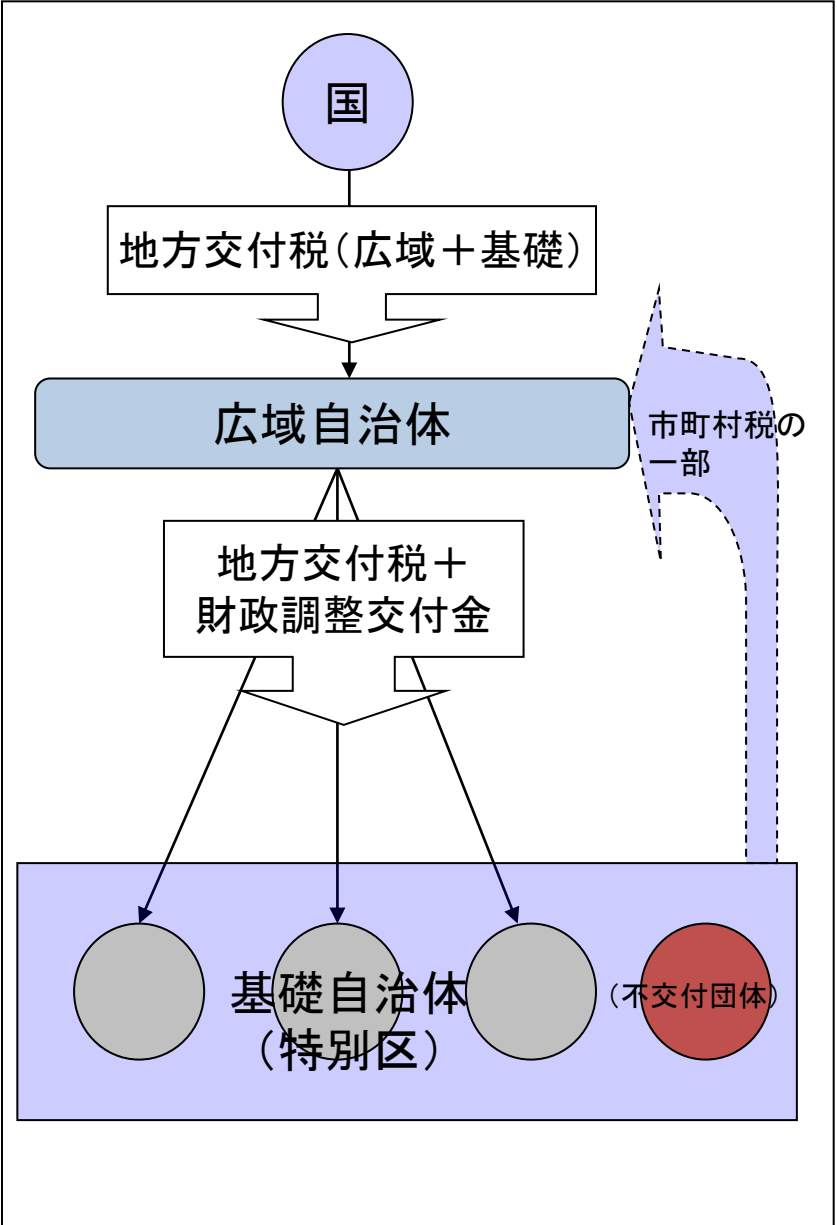 国
地方交付税（広域＋基礎）
広域自治体
市町村税の
一部
地方交付税＋
財政調整交付金
基礎自治体
（特別区）
（不交付団体）